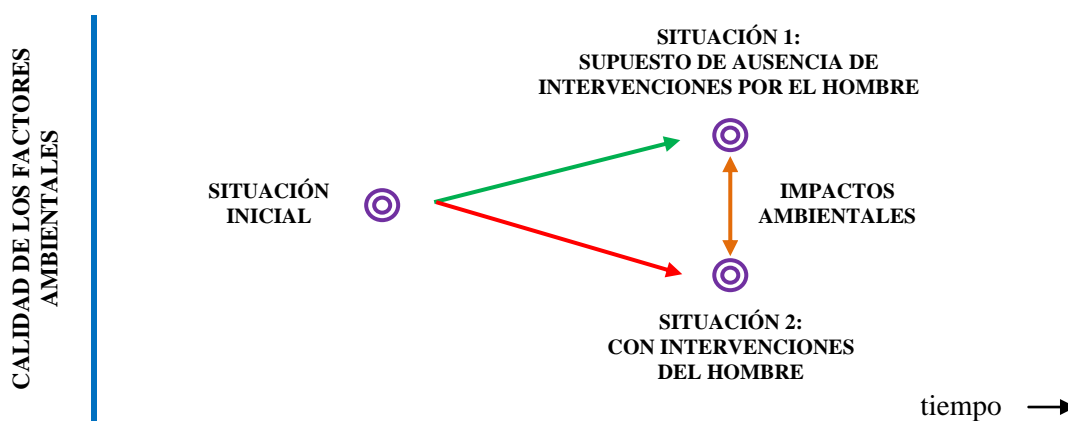 CALIDAD DE LOS FACTORES
AMBIENTALES
SITUACIÓN
INICIAL
SITUACIÓN 1:
SUPUESTO DE AUSENCIA DE
INTERVENCIONES POR EL HOMBRE
IMPACTOS
AMBIENTALES
SITUACIÓN 2:
CON INTERVENCIONES
DEL HOMBRE
tiempo